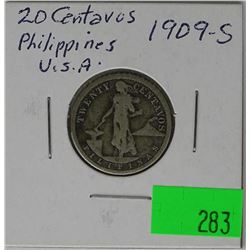 20 Centavos
Philippines
U.S.A.
1909-S
TWENTY CENTAVOS
FILIPINAS
283